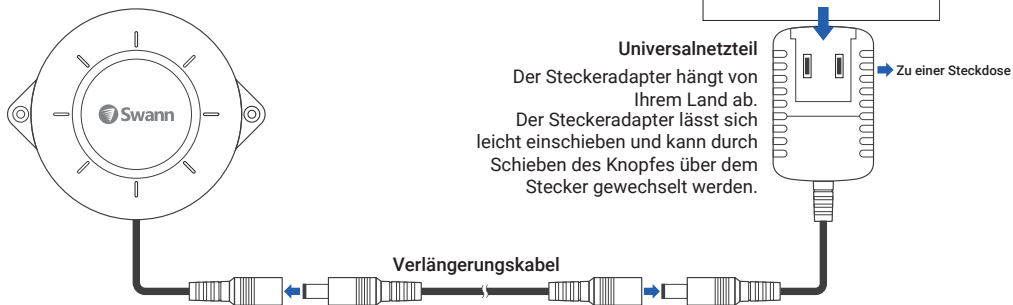 Universalnetzteil
Der Steckeradapter hängt von
Ihrem Land ab.
Der Steckeradapter lässt sich
leicht einschieben und kann durch
Schieben des Knopfes über dem
Stecker gewechselt werden.
Zu einer Steckdose
Swann
Verlängerungskabel